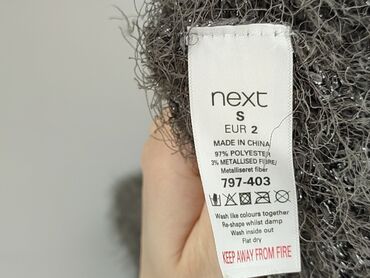 next
S
EUR 2
MADE IN CHINA
97% POLYESTER
3% METALLISED FIBRE/
Metalliseret fiber
797-403
Wash like colours together
Re-shape whilst damp
Wash inside out
Flat dry
KEEP AWAY FROM FIRE